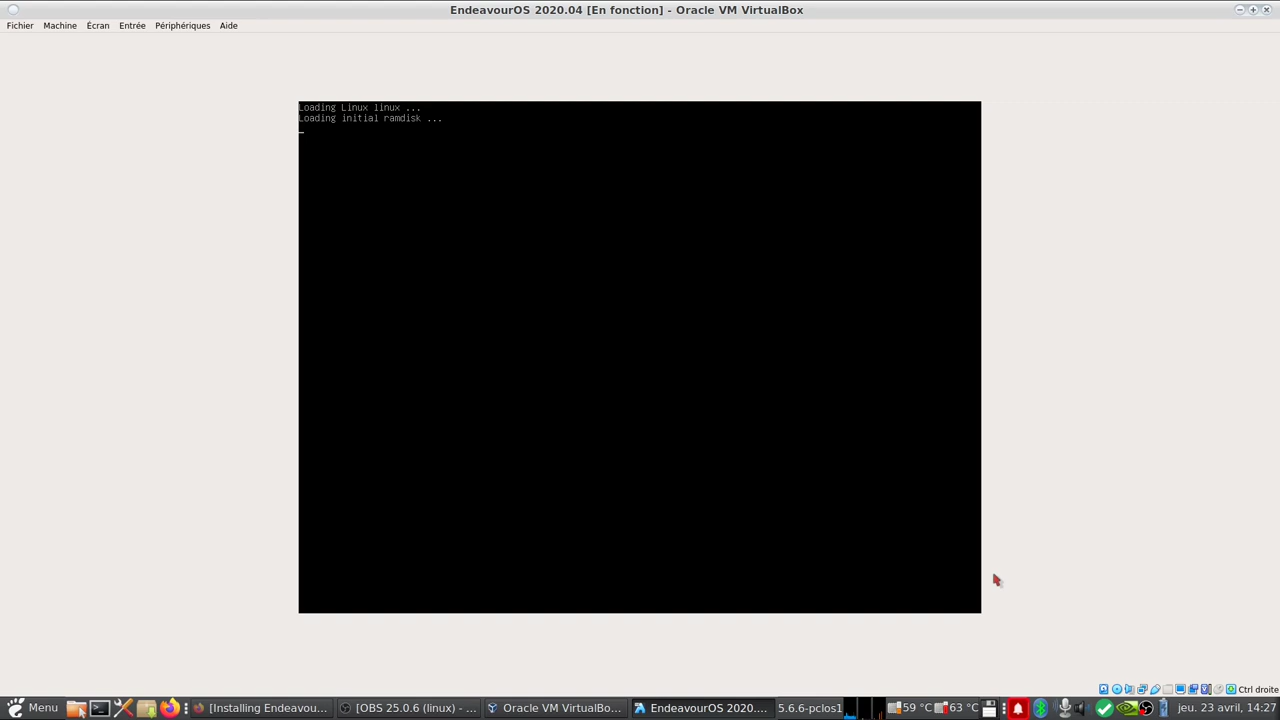 EndeavourOS 2020.04 [En fonction] - Oracle VM VirtualBox
Fichier Machine Écran Entrée Périphériques Aide
Loading Linux linux ...
Loading initial ramdisk ...
Ctrl droite
Menu [Installing Endeavou... [OBS 25.0.6 (linux) - ... Oracle VM VirtualBo... EndeavourOS 2020.... 5.6.6-pclos1 59 °C 63 °C jeu. 23 avril, 14:27